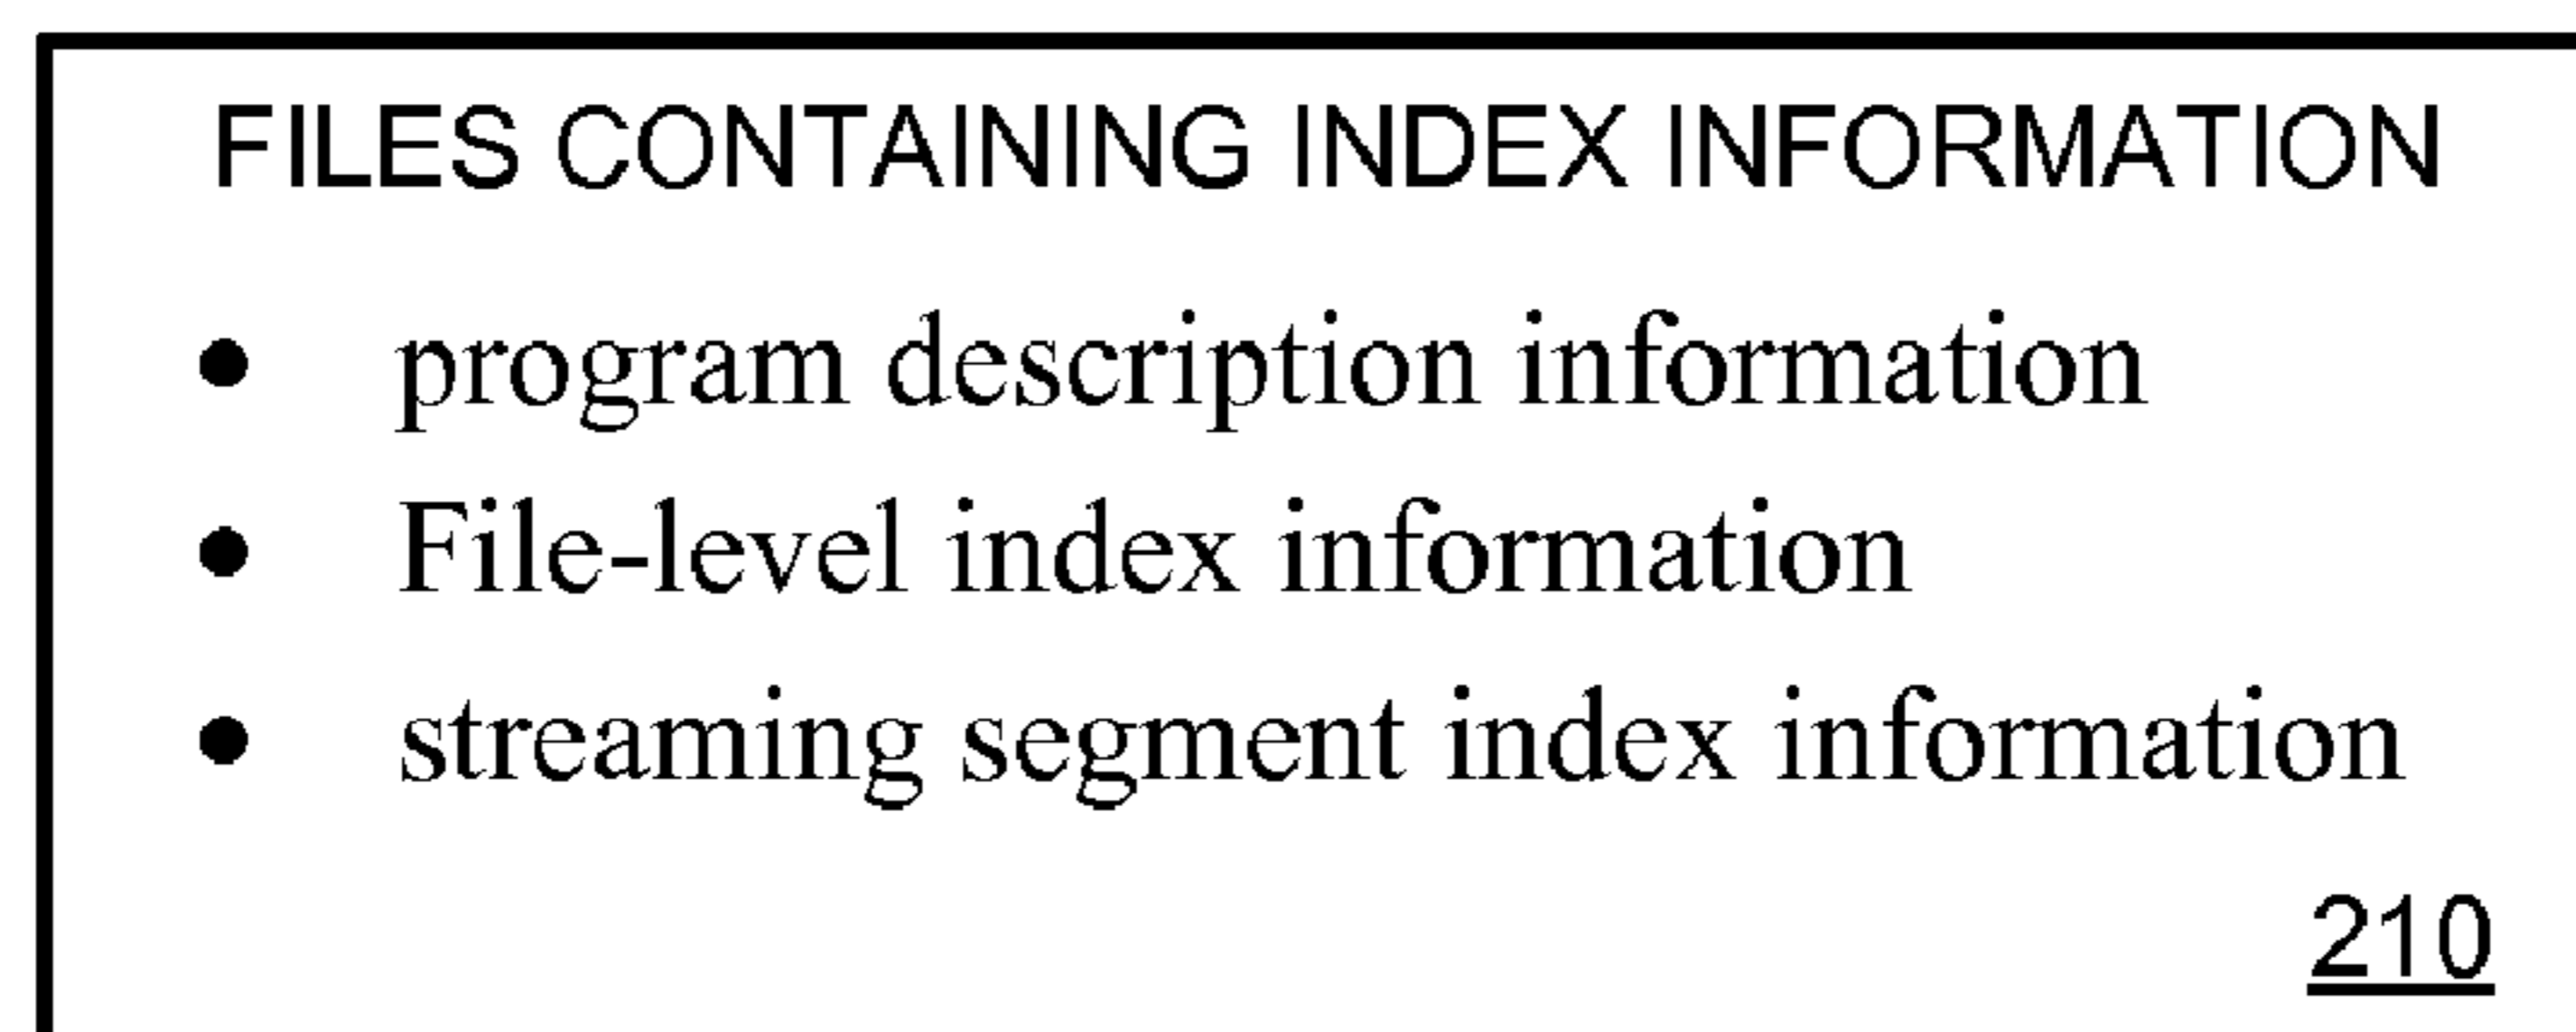 FILES CONTAINING INDEX INFORMATION
• program description information
• File-level index information
• streaming segment index information
210